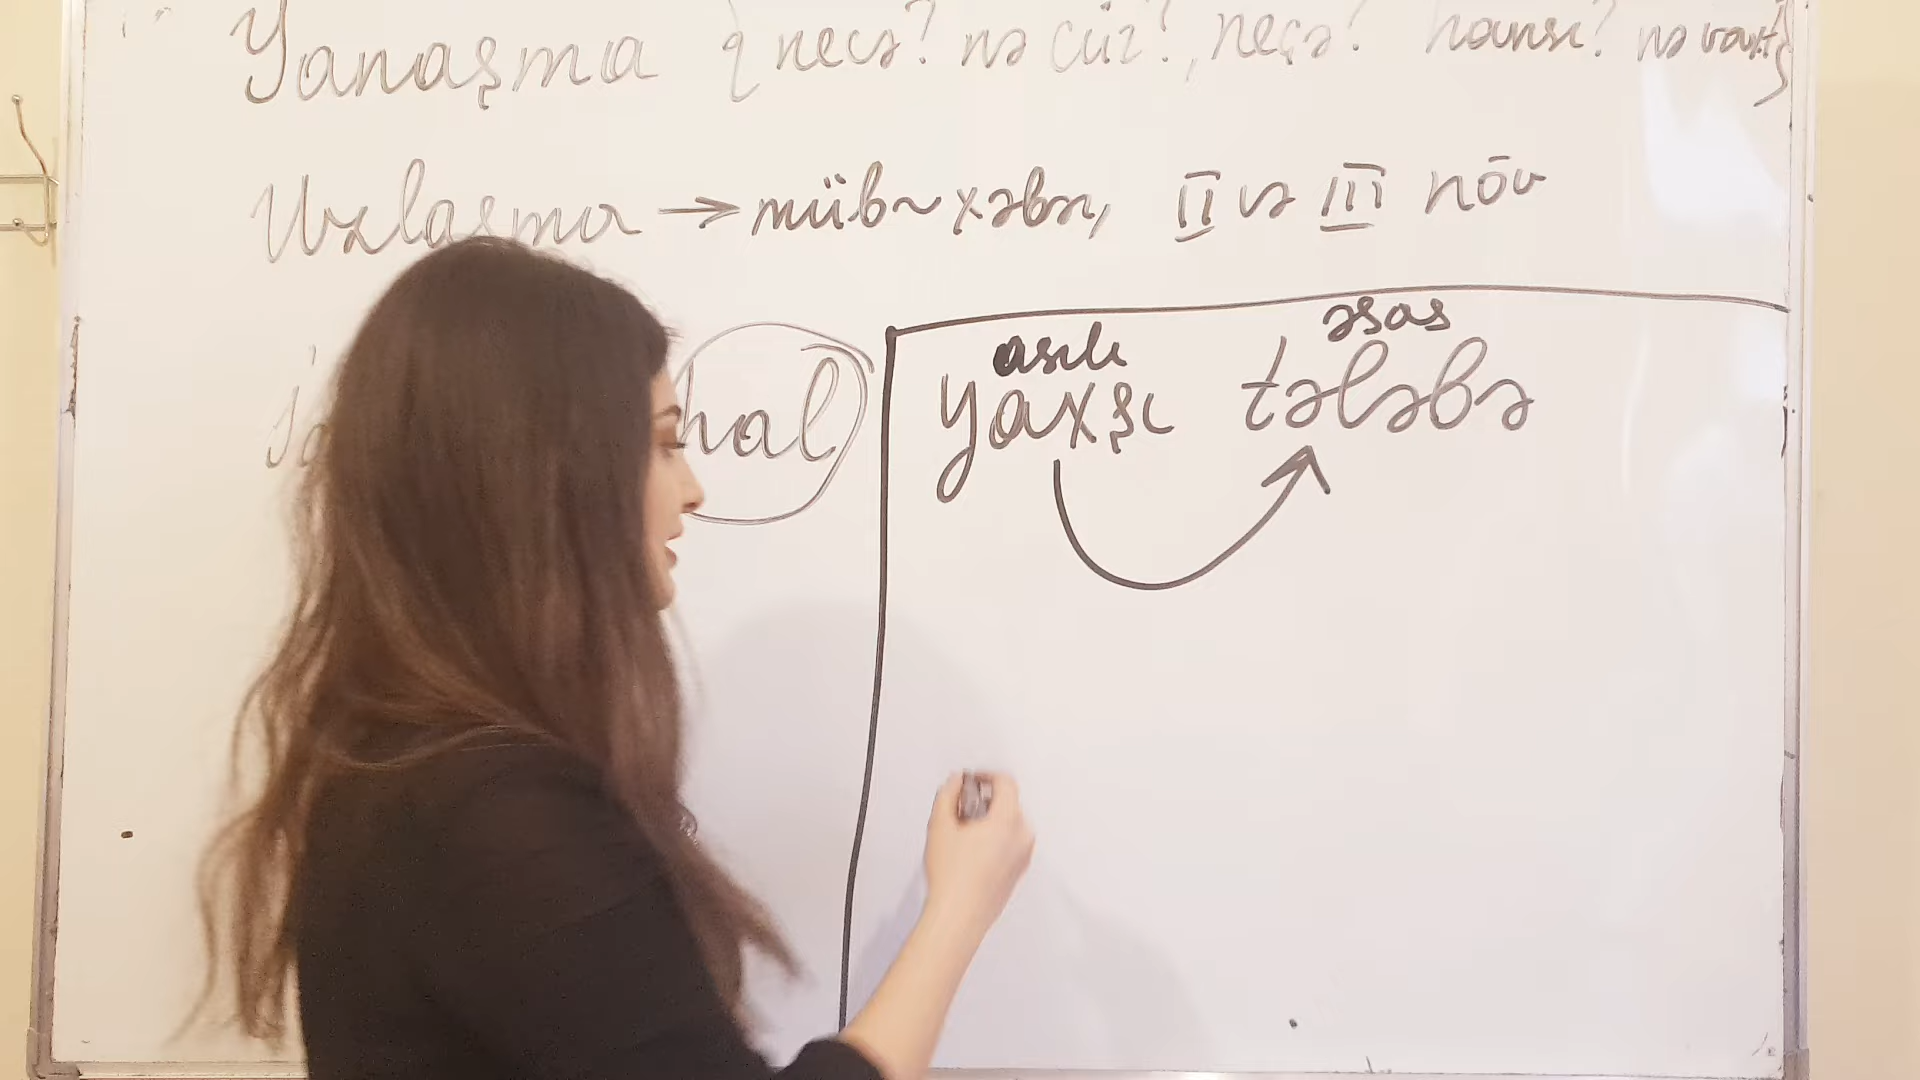 Yanaşma { necə? nə cür?, neçə? hansı? nə vaxt}
Uzlaşma → müb~xəbər, II və III növ
hal
asılı əsas
yaxşı tələbə